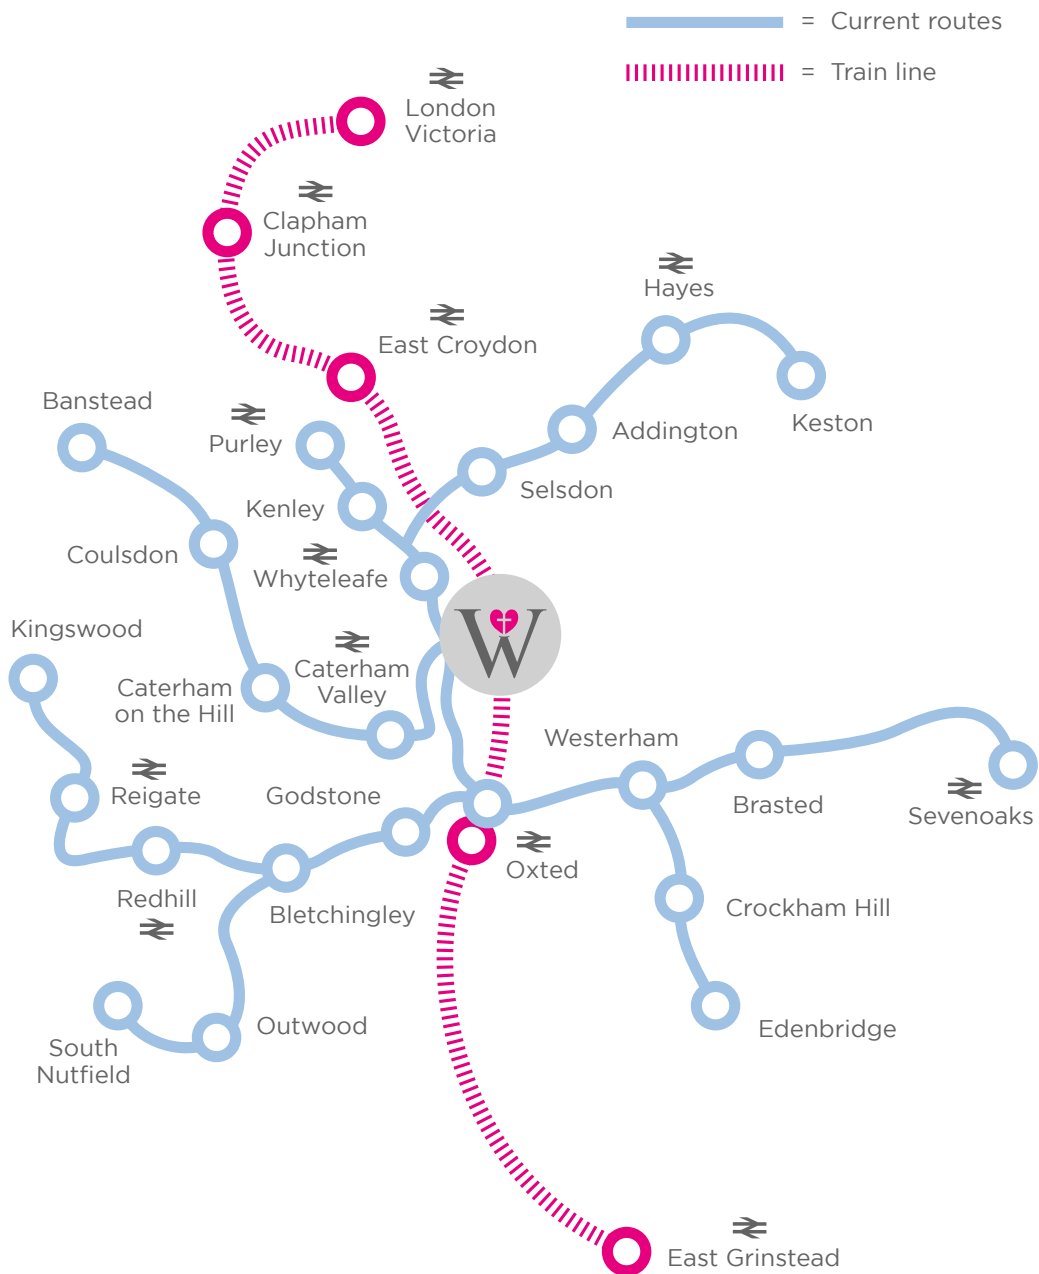 = Current routes
= Train line
London
Victoria
Clapham
Junction
Hayes
East Croydon
Banstead
Purley
Keston
Addington
Selsdon
Kenley
Coulsdon
Whyteleafe
Kingswood
W
Caterham
Valley
Caterham
on the Hill
Westerham
Reigate
Godstone
Brasted
Sevenoaks
Oxted
Redhill
Bletchingley
Crockham Hill
Outwood
Edenbridge
South
Nutfield
East Grinstead